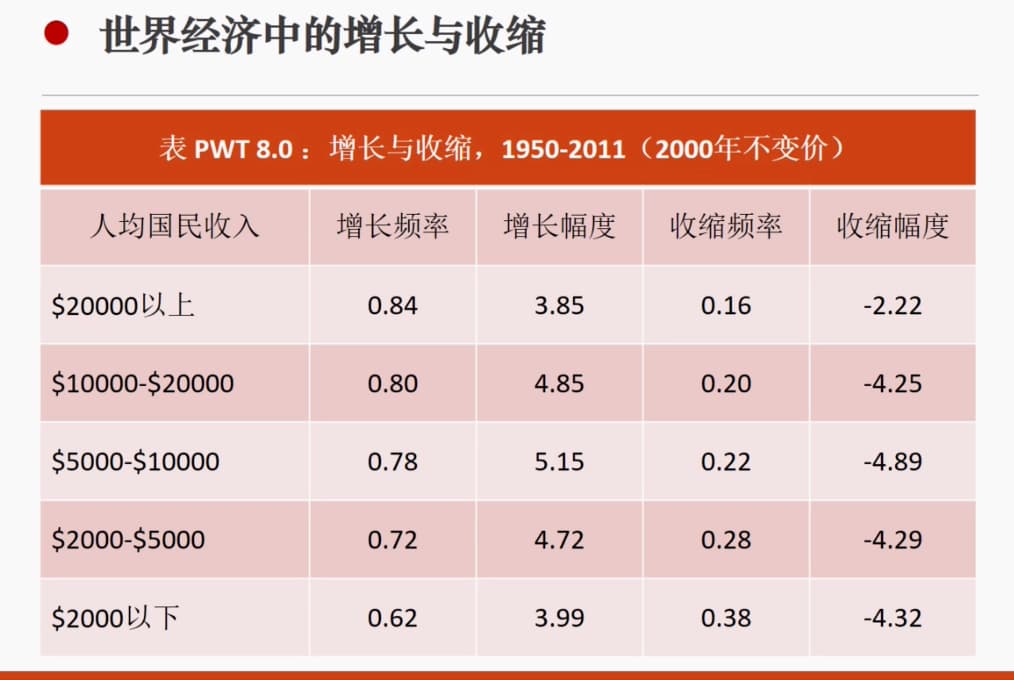 世界经济中的增长与收缩
表 PWT 8.0：增长与收缩，1950-2011（2000年不变价）
人均国民收入 增长频率 增长幅度 收缩频率 收缩幅度
$20000以上 0.84 3.85 0.16 -2.22
$10000-$20000 0.80 4.85 0.20 -4.25
$5000-$10000 0.78 5.15 0.22 -4.89
$2000-$5000 0.72 4.72 0.28 -4.29
$2000以下 0.62 3.99 0.38 -4.32